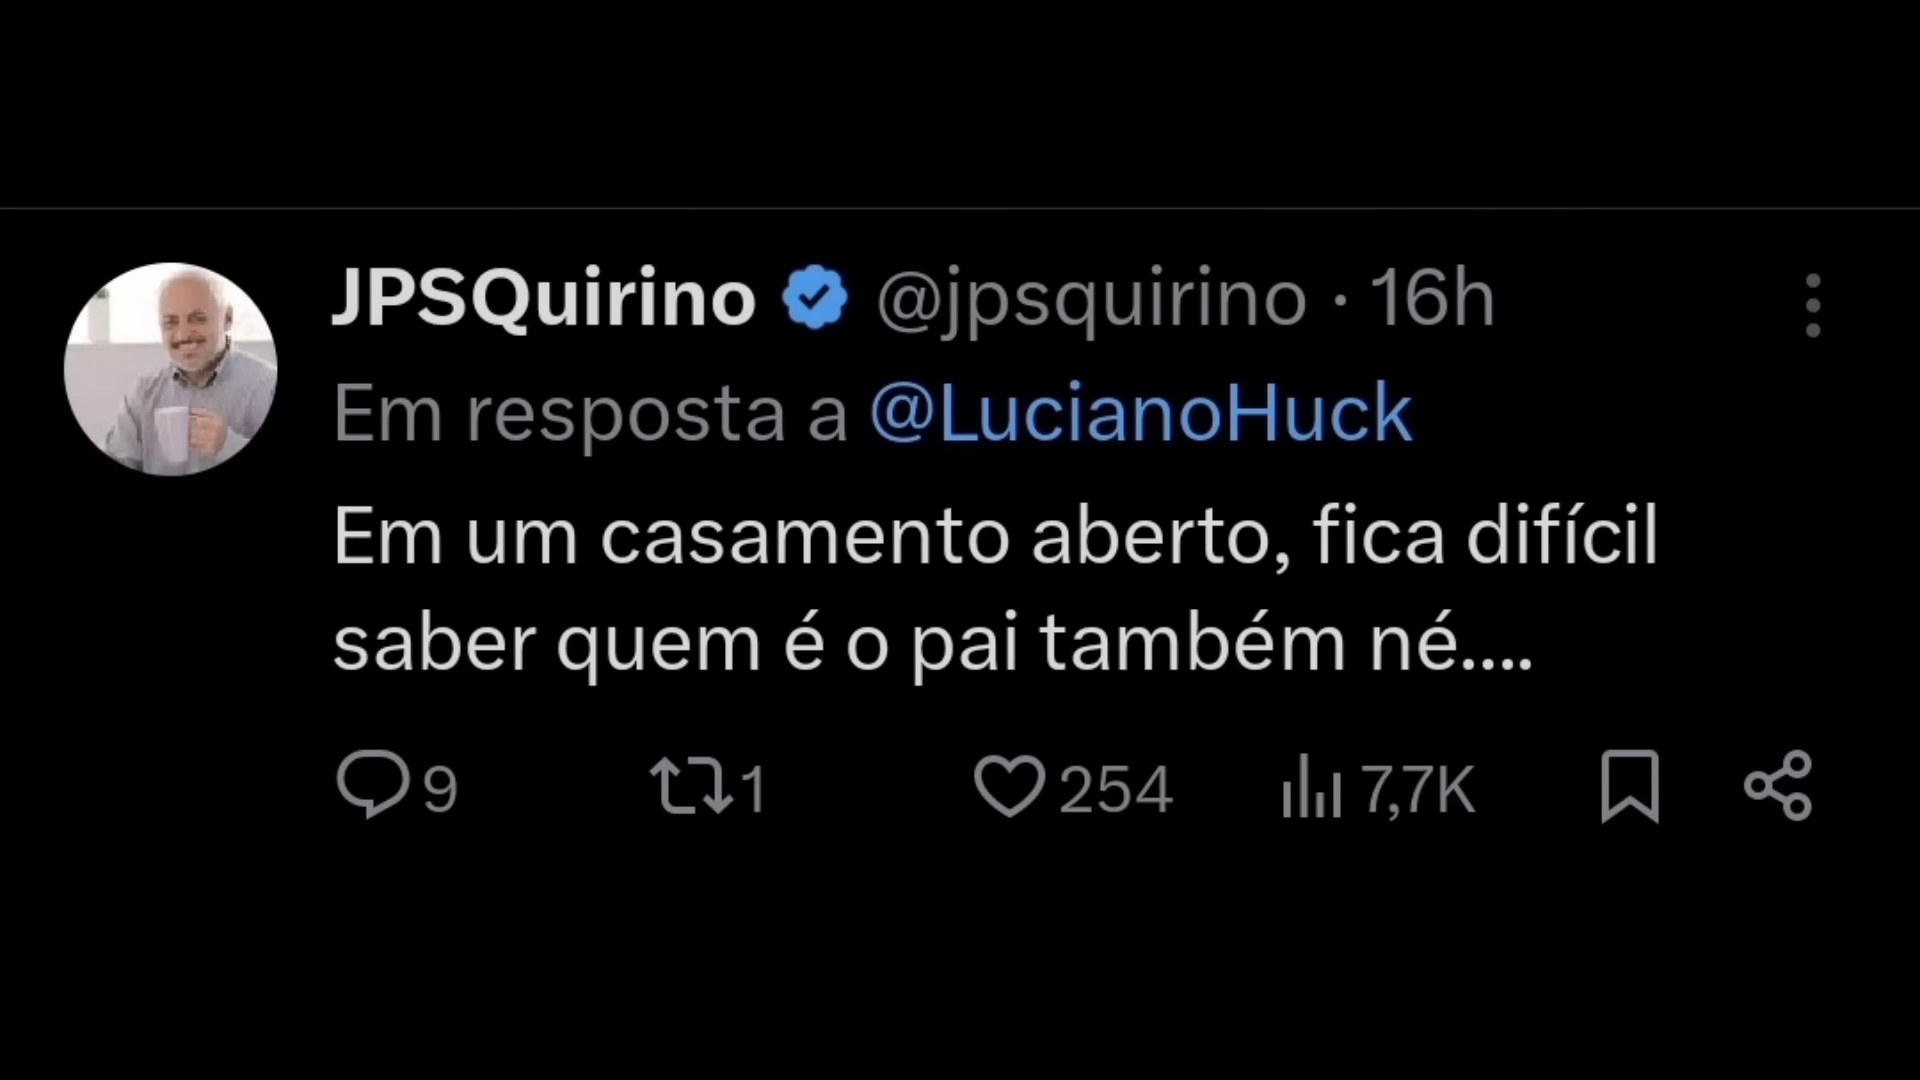 JPSQuirino @jpsquirino · 16h
Em resposta a @LucianoHuck
Em um casamento aberto, fica difícil
saber quem é o pai também né....
9 1 254 7,7K